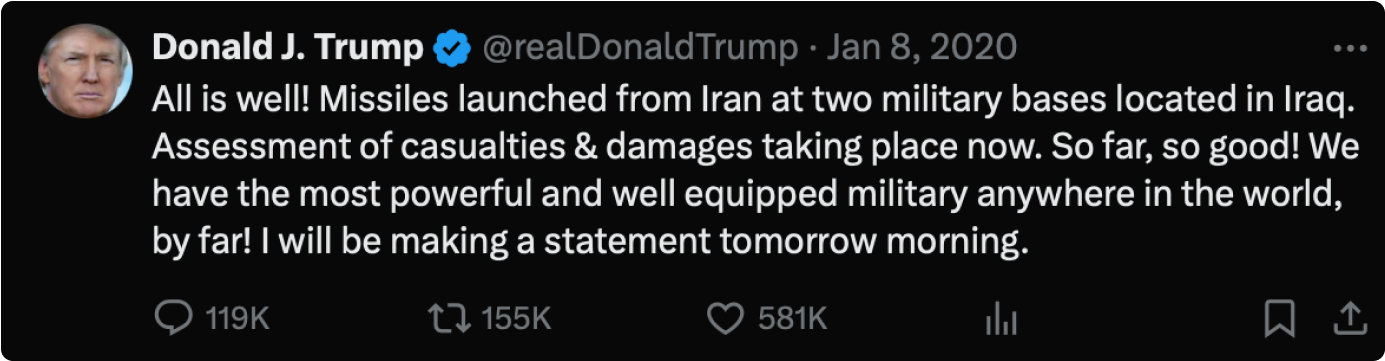 Donald J. Trump @realDonaldTrump · Jan 8, 2020
All is well! Missiles launched from Iran at two military bases located in Iraq.
Assessment of casualties & damages taking place now. So far, so good! We
have the most powerful and well equipped military anywhere in the world,
by far! I will be making a statement tomorrow morning.
119K 155K 581K